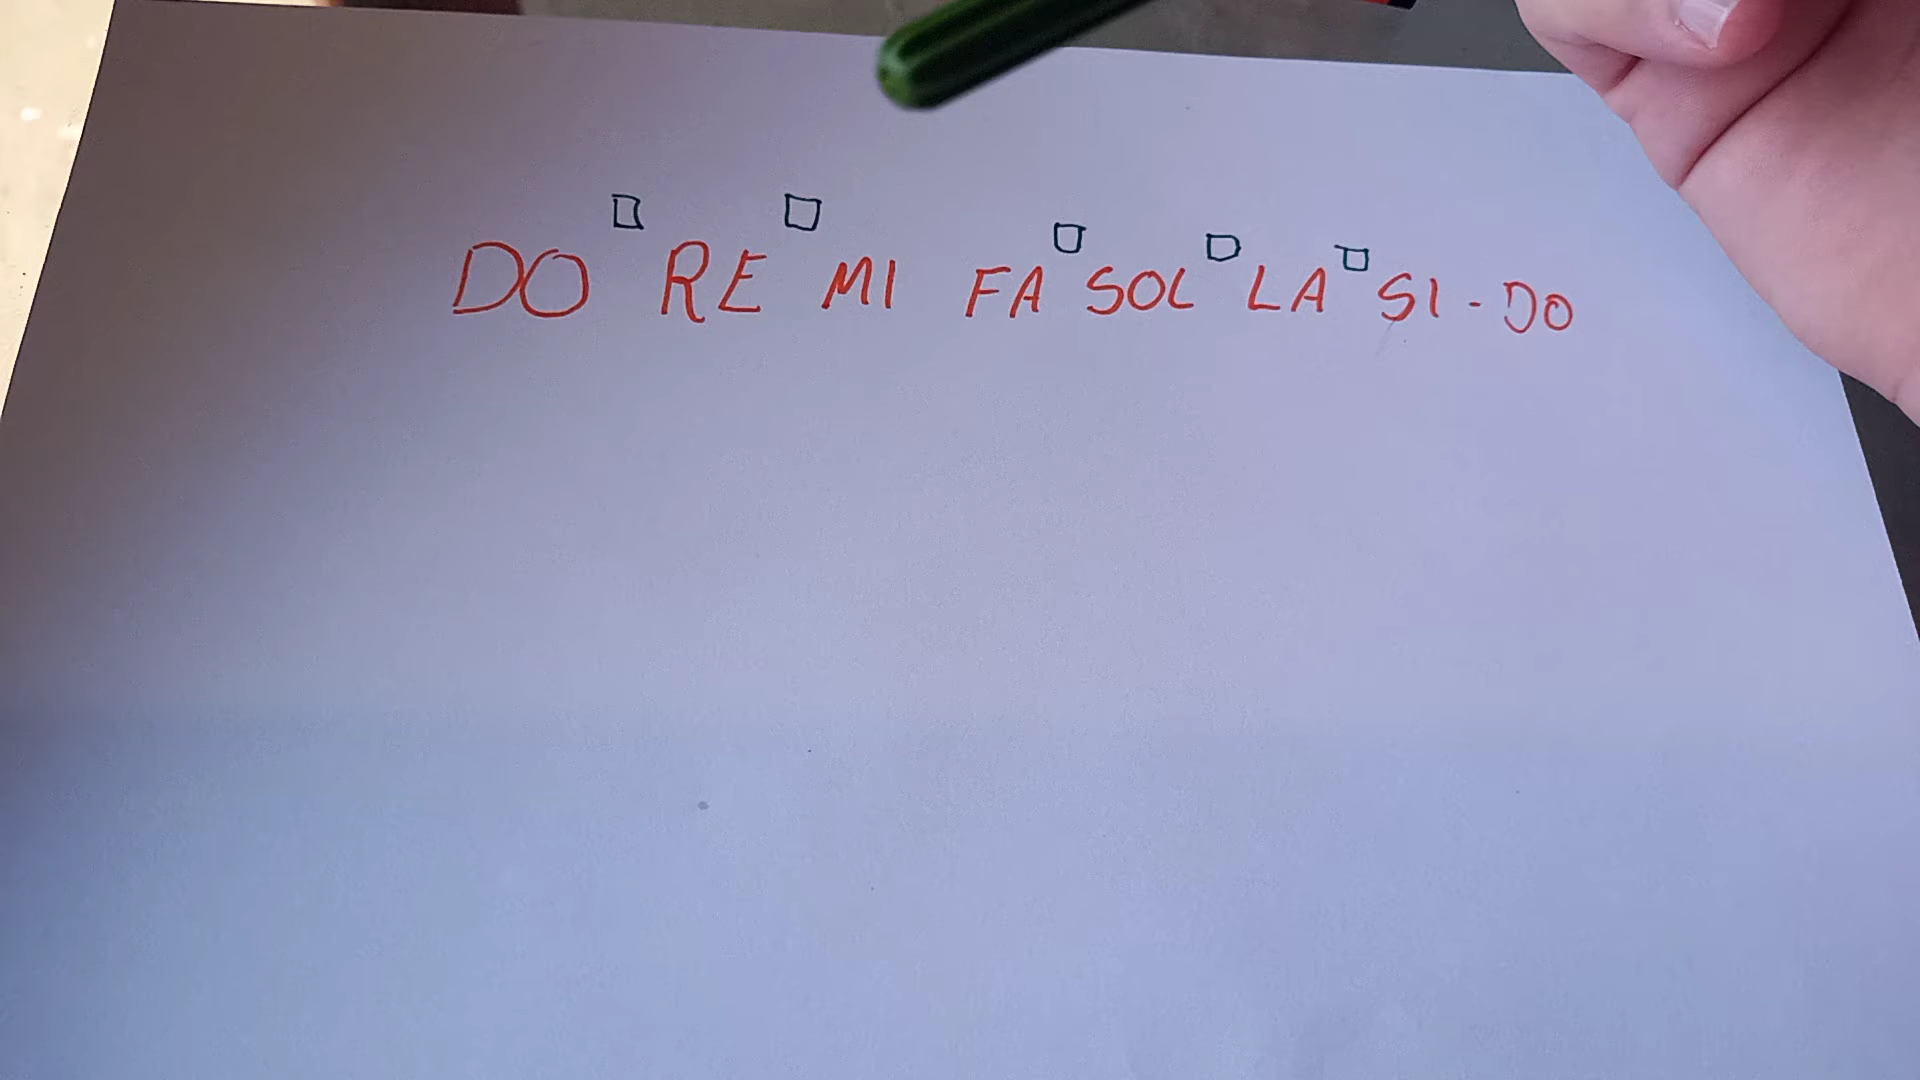 DO RE MI FA SOL LA SI - DO